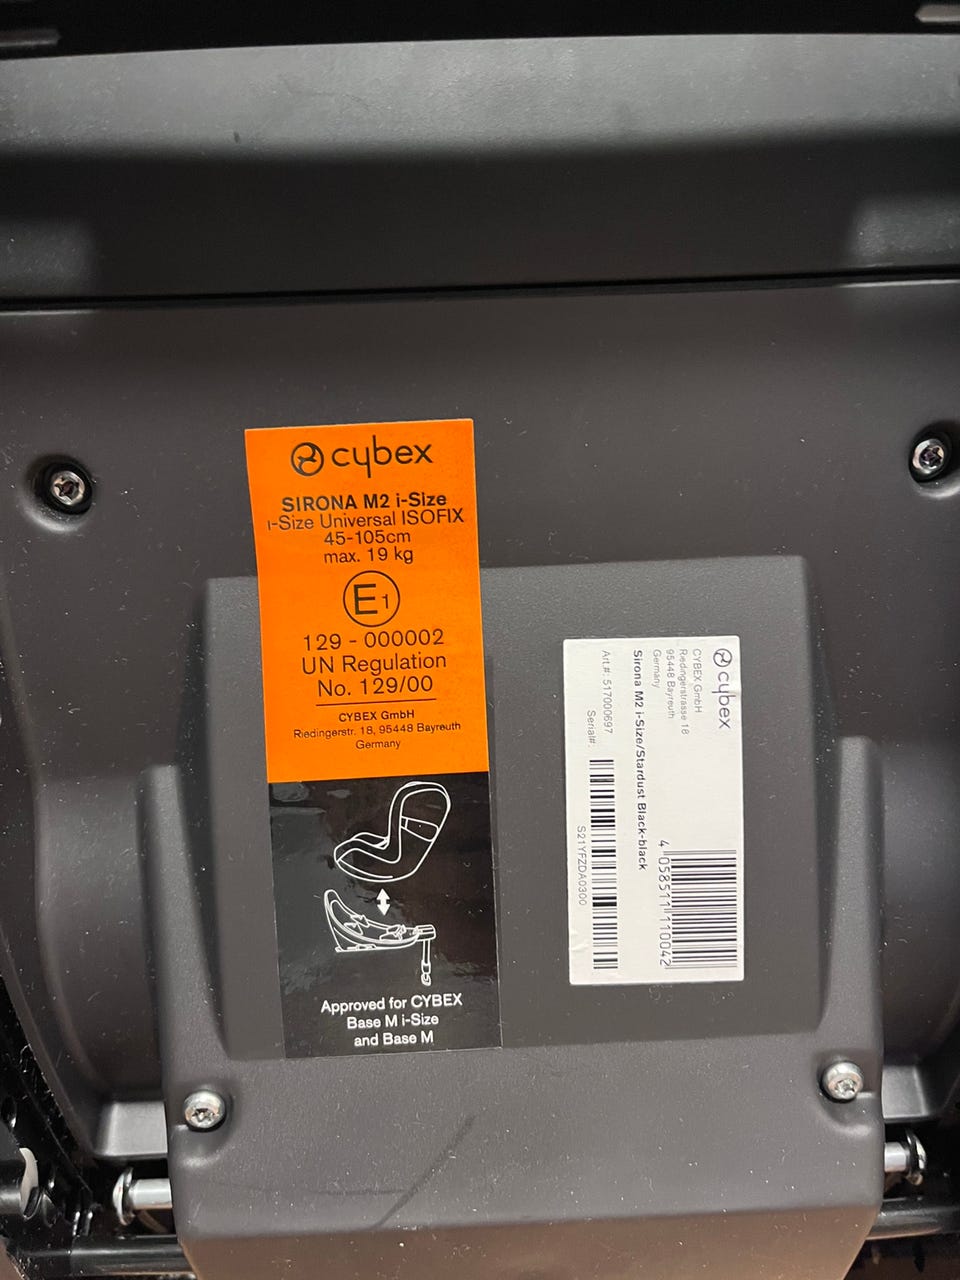 cybex
SIRONA M2 i-Size
i-Size Universal ISOFIX
45-105cm
max. 19 kg
E1
129 - 000002
UN Regulation
No. 129/00
CYBEX GmbH
Riedingerstr. 18, 95448 Bayreuth
Germany
Approved for CYBEX
Base M i-Size
and Base M
cybex
CYBEX GmbH
Riedingerstrasse 18
95448 Bayreuth
Germany
Sirona M2 i-Size/Stardust Black-black
4 058511 110042
Art.#: 517000697
Serial#:
S21YFZDA0300